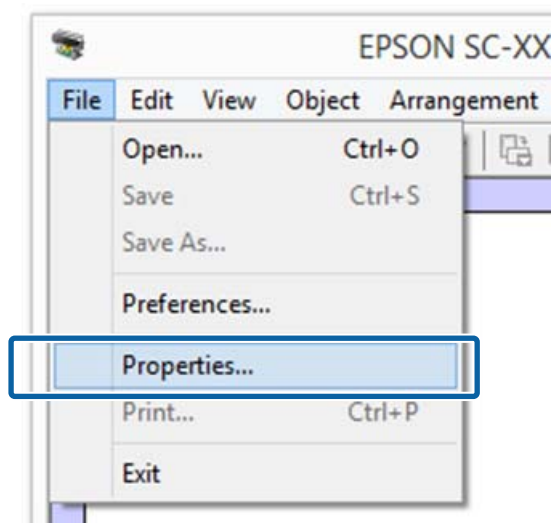 EPSON SC-XX
File Edit View Object Arrangement
Open... Ctrl+O
Save Ctrl+S
Save As...
Preferences...
Properties...
Print... Ctrl+P
Exit